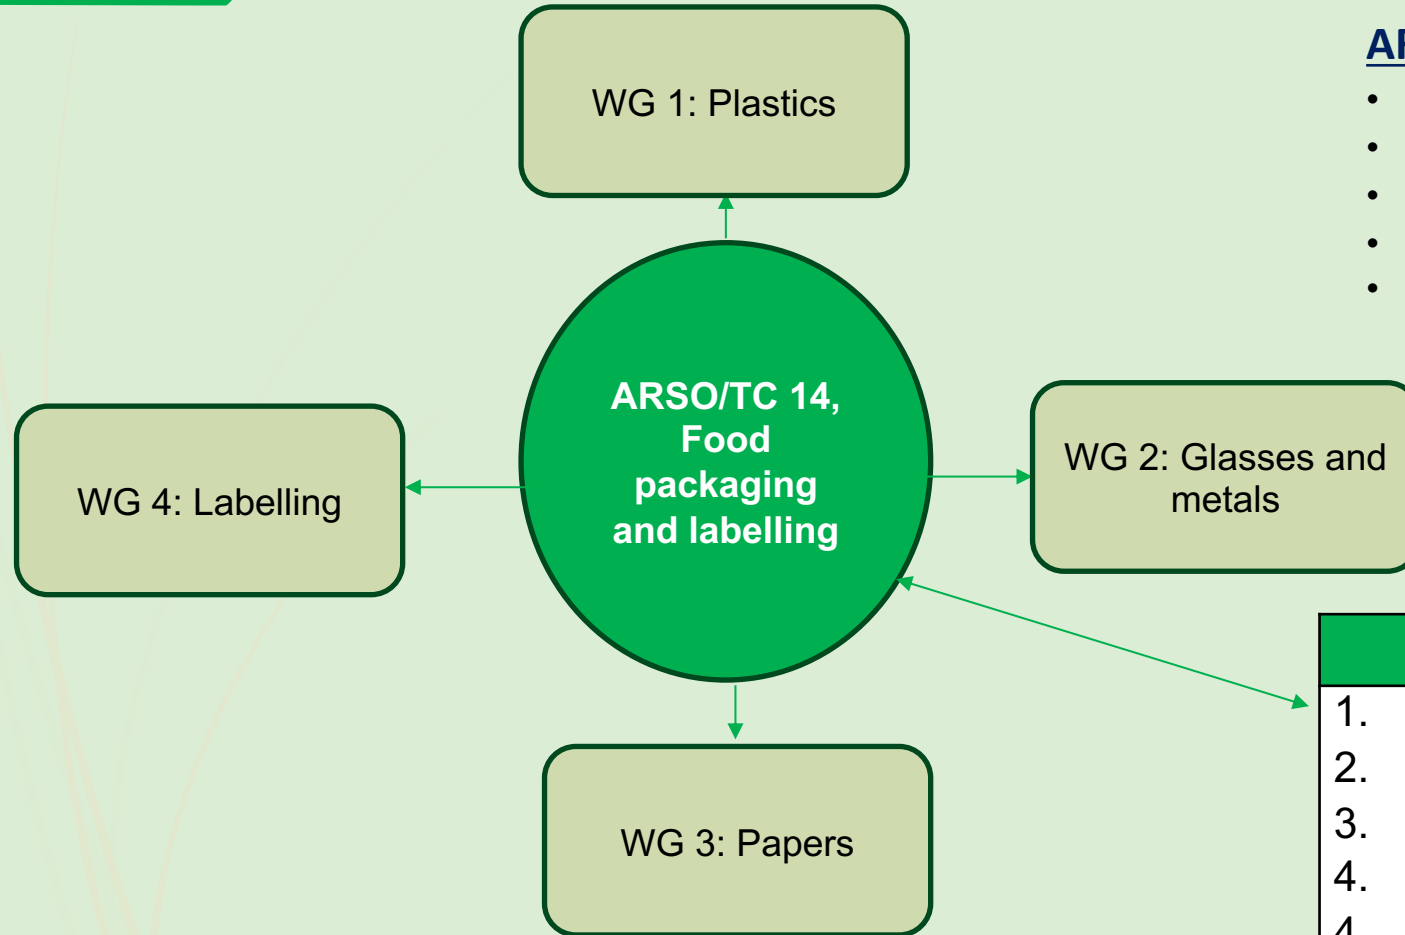 WG 1: Plastics
ARSO/TC 14,
Food
packaging
and labelling
WG 2: Glasses and
metals
WG 4: Labelling
WG 3: Papers
1.
2.
3.
4.